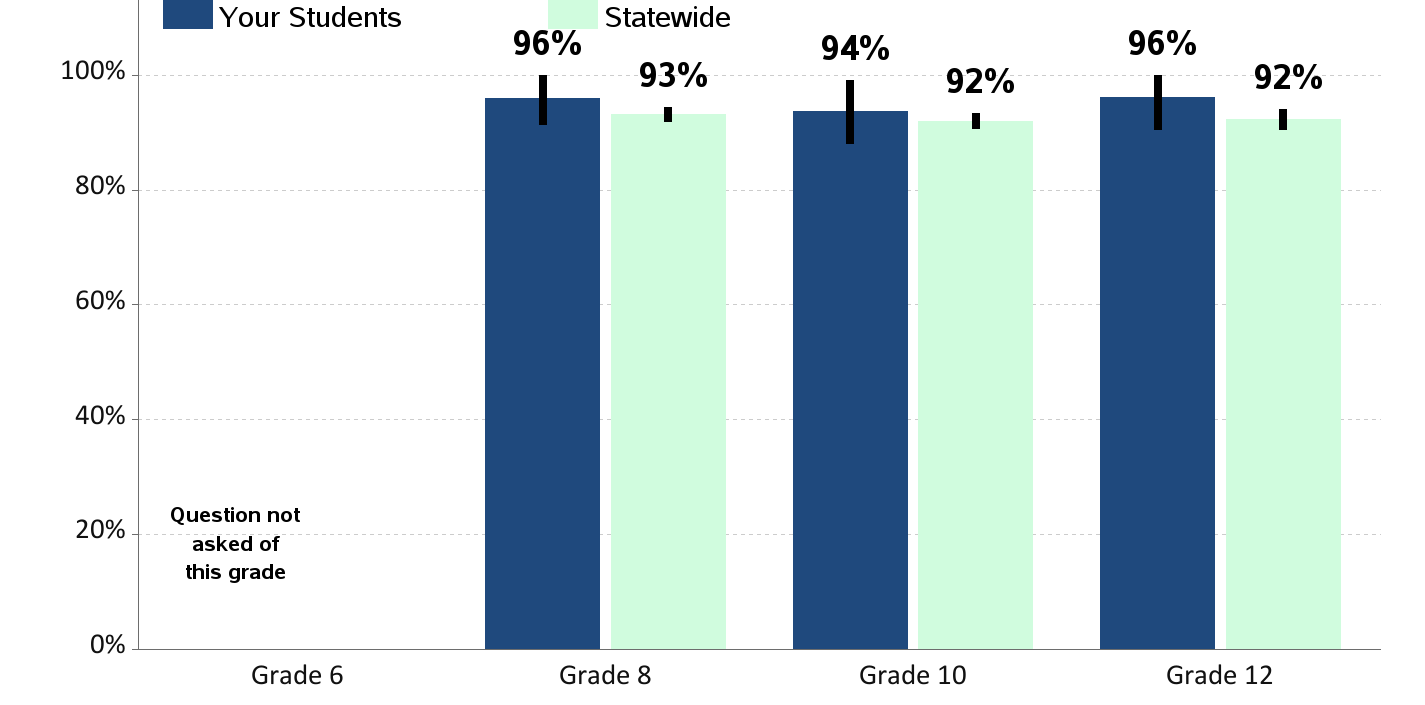 Your Students
Statewide
96%
93%
94%
92%
96%
92%
100%
80%
60%
40%
20%
0%
Question not
asked of
this grade
Grade 6
Grade 8
Grade 10
Grade 12